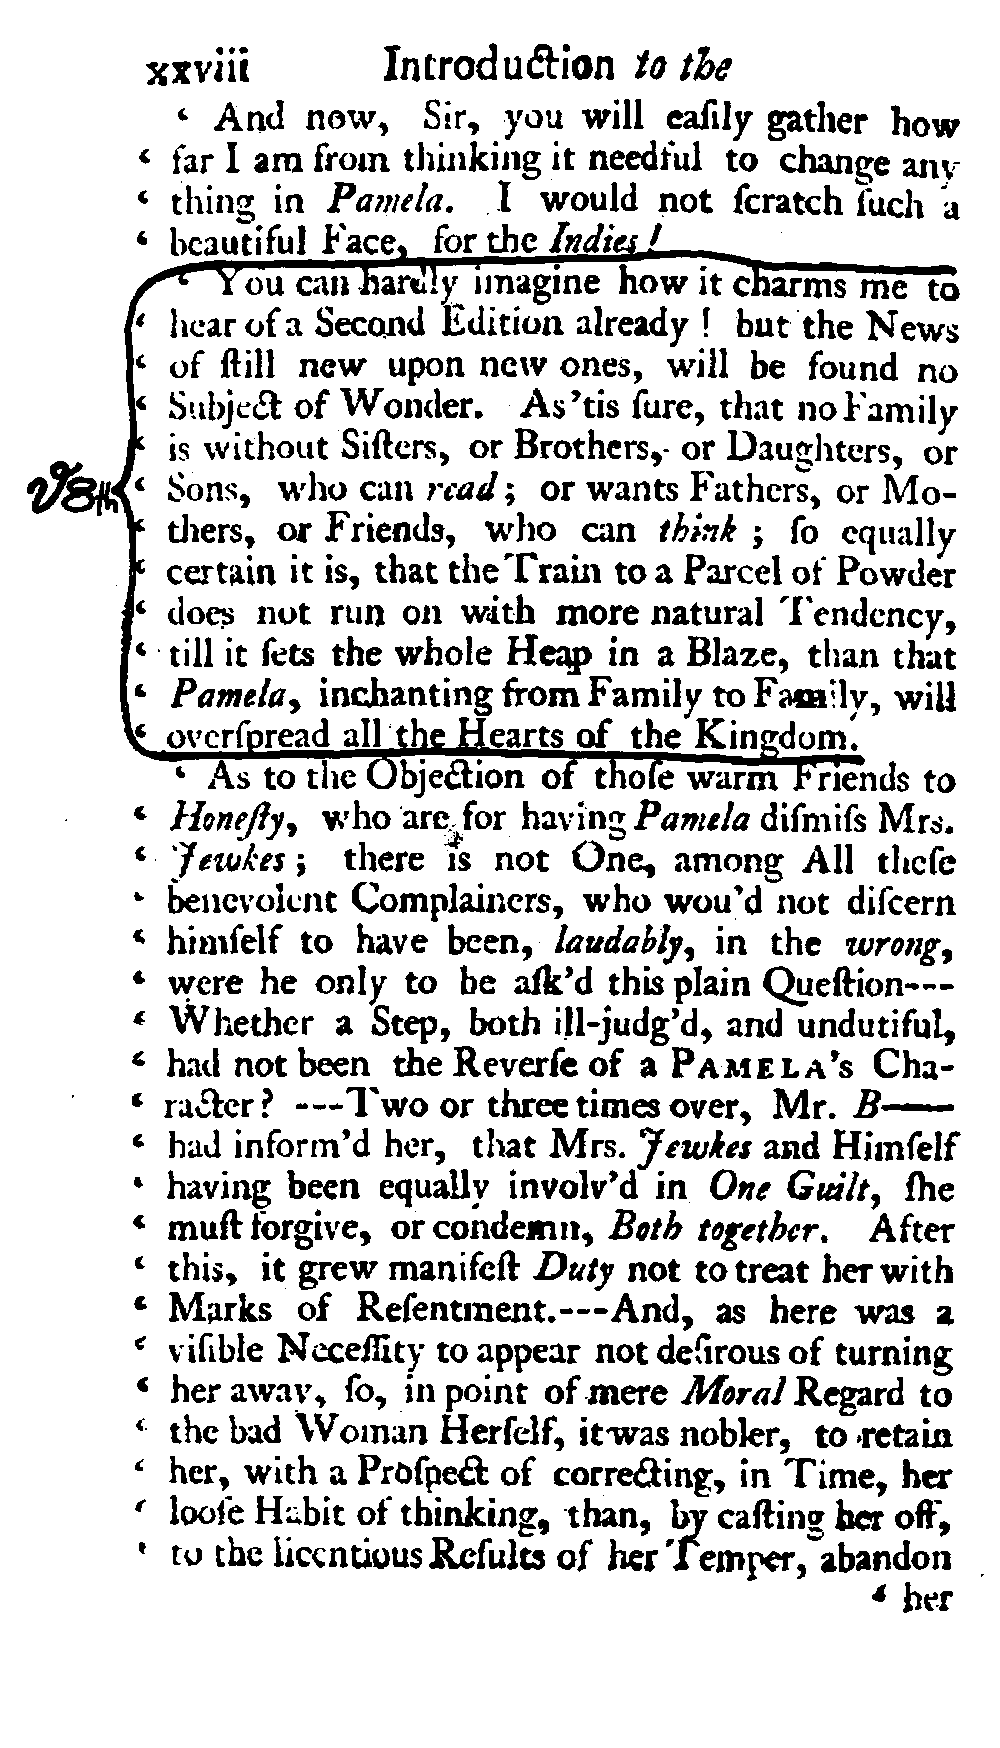 xxviii Introduction to the
‘ And now, Sir, you will eaſily gather how
‘ far I am from thinking it needful to change any
‘ thing in Pamela. I would not ſcratch ſuch a
‘ beautiful Face, for the Indies !
‘ You can hardly imagine how it charms me to
‘ hear of a Second Edition already ! but the News
‘ of ſtill new upon new ones, will be found no
‘ Subject of Wonder. As ’tis ſure, that no Family
‘ is without Siſters, or Brothers, or Daughters, or
‘ Sons, who can read ; or wants Fathers, or Mo-
‘ thers, or Friends, who can think ; ſo equally
‘ certain it is, that the Train to a Parcel of Powder
‘ does not run on with more natural Tendency,
‘ till it ſets the whole Heap in a Blaze, than that
‘ Pamela, inchanting from Family to Family, will
‘ overſpread all the Hearts of the Kingdom.
‘ As to the Objection of thoſe warm Friends to
‘ Honeſty, who are for having Pamela diſmiſs Mrs.
‘ Jewkes ; there is not One, among All theſe
‘ benevolent Complainers, who wou’d not diſcern
‘ himſelf to have been, laudably, in the wrong,
‘ were he only to be aſk’d this plain Queſtion---
‘ Whether a Step, both ill-judg’d, and undutiful,
‘ had not been the Reverſe of a PAMELA’s Cha-
‘ racter ? ---Two or three times over, Mr. B——
‘ had inform’d her, that Mrs. Jewkes and Himſelf
‘ having been equally involv’d in One Guilt, ſhe
‘ muſt forgive, or condemn, Both together. After
‘ this, it grew manifeſt Duty not to treat her with
‘ Marks of Reſentment.---And, as here was a
‘ viſible Neceſſity to appear not deſirous of turning
‘ her away, ſo, in point of mere Moral Regard to
‘ the bad Woman Herſelf, it was nobler, to retain
‘ her, with a Proſpect of correcting, in Time, her
‘ looſe Habit of thinking, than, by caſting her off,
‘ to the licentious Reſults of her Temper, abandon
‘ her